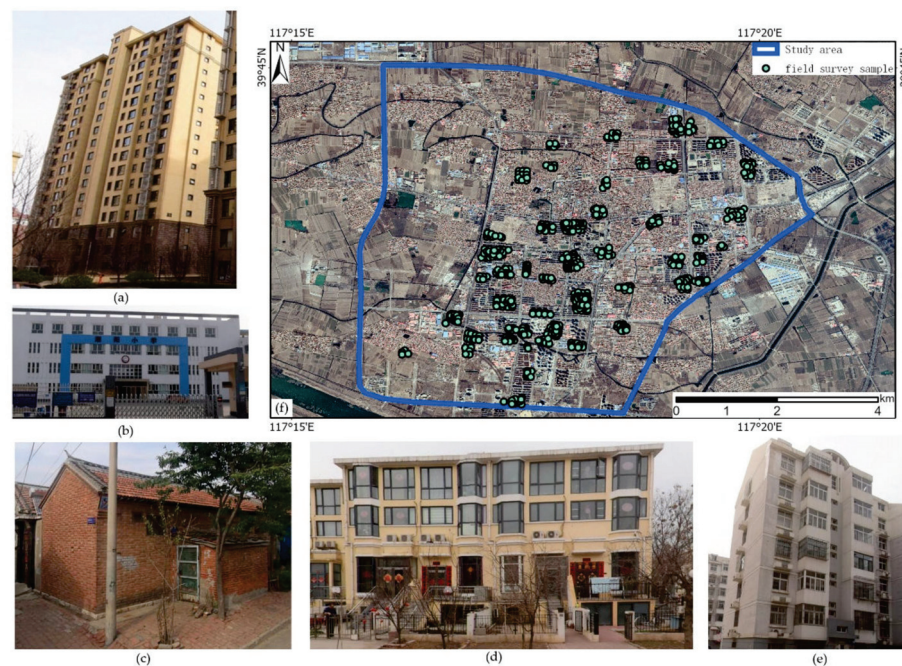 117°15'E
117°20'E
39°45'N
N
Study area
field survey sample
(a)
(b)
(f)
km
0 1 2 4
117°15'E
117°20'E
(c)
(d)
(e)